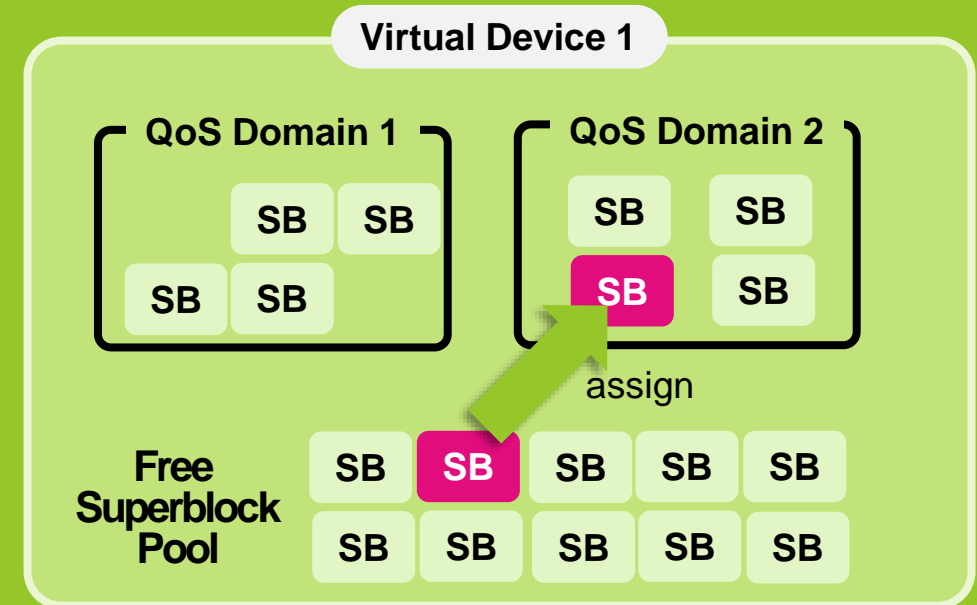 Virtual Device 1
QoS Domain 1
QoS Domain 2
SB SB
SB SB
SB SB
SB SB
assign
Free
Superblock
Pool
SB SB SB SB SB
SB SB SB SB SB